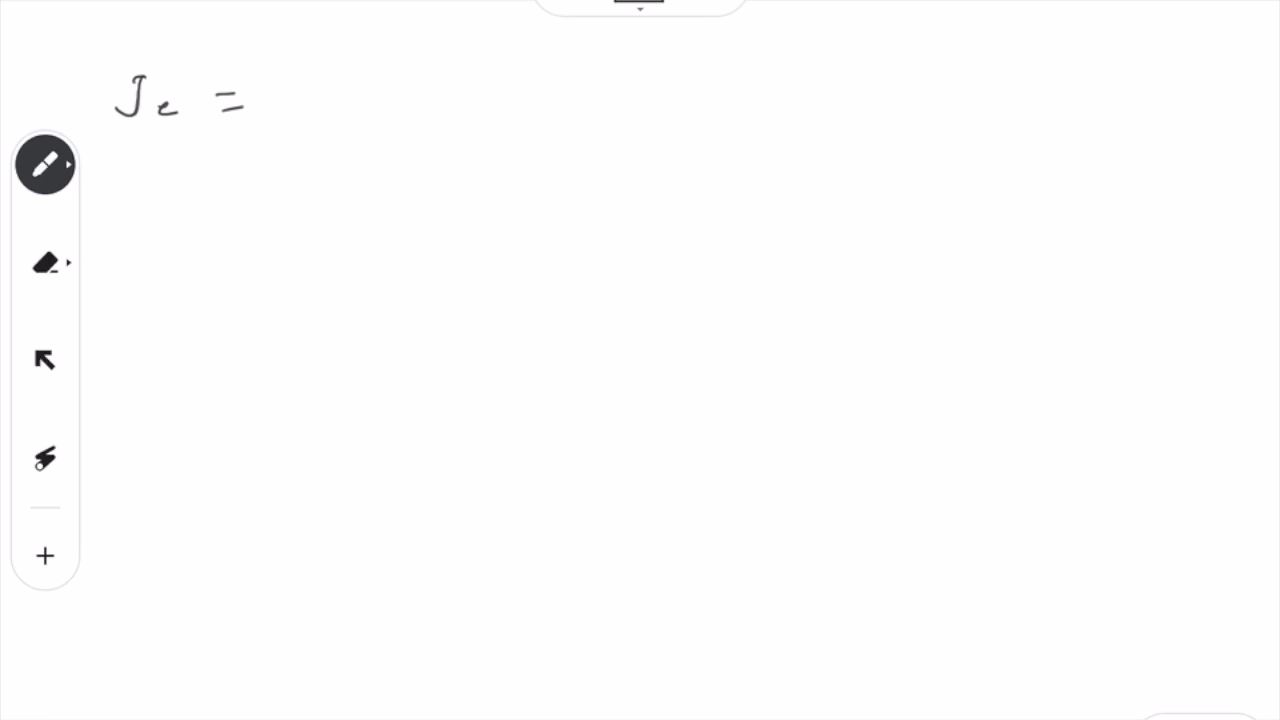 Je =